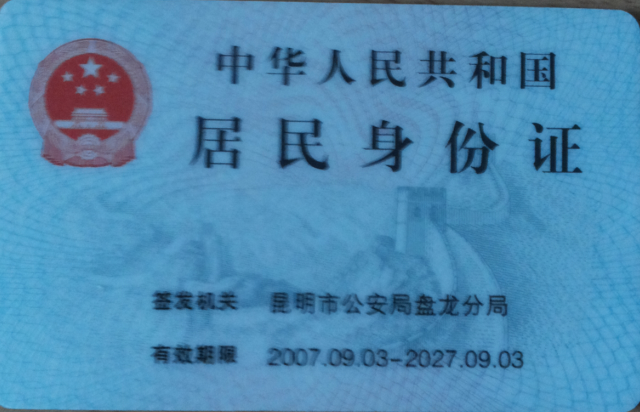 中华人民共和国
居民身份证
签发机关 昆明市公安局盘龙分局
有效期限 2007.09.03-2027.09.03